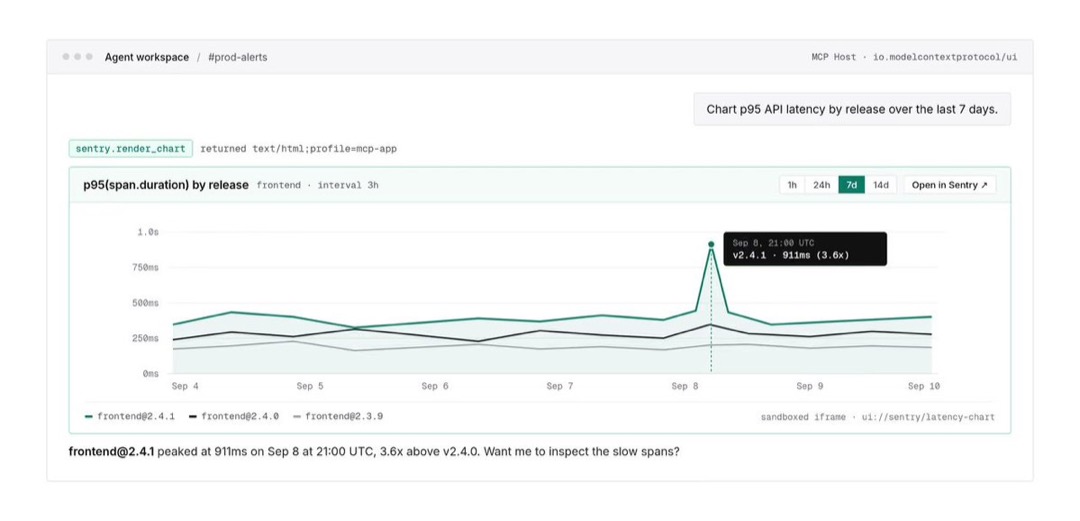 Agent workspace / #prod-alerts
MCP Host · io.modelcontextprotocol/ui
Chart p95 API latency by release over the last 7 days.
sentry.render_chart returned text/html;profile=mcp-app
p95(span.duration) by release frontend · interval 3h
1h 24h 7d 14d Open in Sentry ↗
1.0s
Sep 8, 21:00 UTC
v2.4.1 · 911ms (3.6x)
750ms
500ms
250ms
0ms
Sep 4 Sep 5 Sep 6 Sep 7 Sep 8 Sep 9 Sep 10
frontend@2.4.1 frontend@2.4.0 frontend@2.3.9
sandboxed iframe · ui://sentry/latency-chart
frontend@2.4.1 peaked at 911ms on Sep 8 at 21:00 UTC, 3.6x above v2.4.0. Want me to inspect the slow spans?